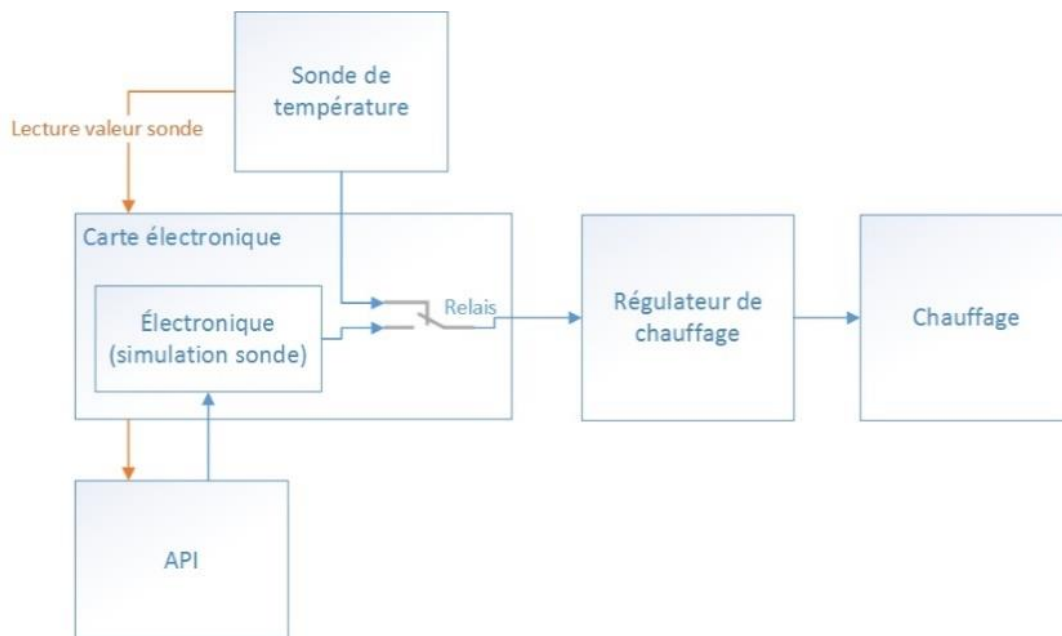 Sonde de
température
Lecture valeur sonde
Carte électronique
Relais
Électronique
(simulation sonde)
Régulateur de
chauffage
Chauffage
API